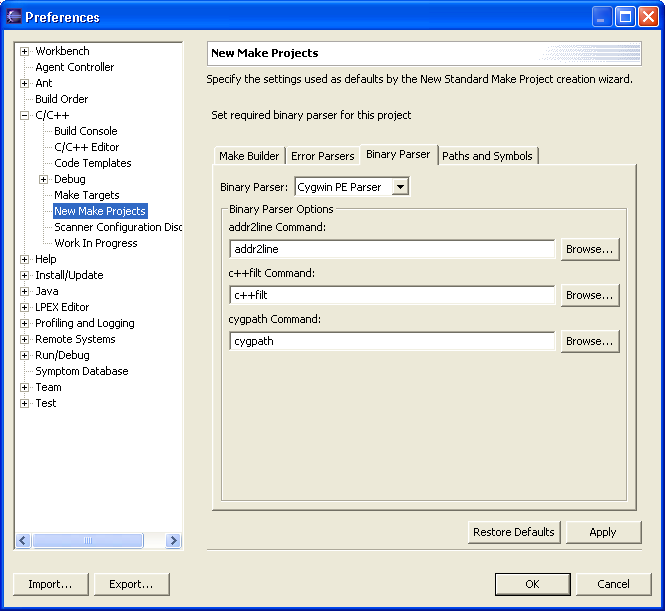 Preferences
Workbench
Agent Controller
Ant
Build Order
C/C++
Build Console
C/C++ Editor
Code Templates
Debug
Make Targets
New Make Projects
Scanner Configuration Disc
Work In Progress
Help
Install/Update
Java
LPEX Editor
Profiling and Logging
Remote Systems
Run/Debug
Symptom Database
Team
Test
New Make Projects
Specify the settings used as defaults by the New Standard Make Project creation wizard.
Set required binary parser for this project
Make Builder Error Parsers Binary Parser Paths and Symbols
Binary Parser: Cygwin PE Parser
Binary Parser Options
addr2line Command:
addr2line Browse...
c++filt Command:
c++filt Browse...
cygpath Command:
cygpath Browse...
Restore Defaults Apply
Import... Export... OK Cancel